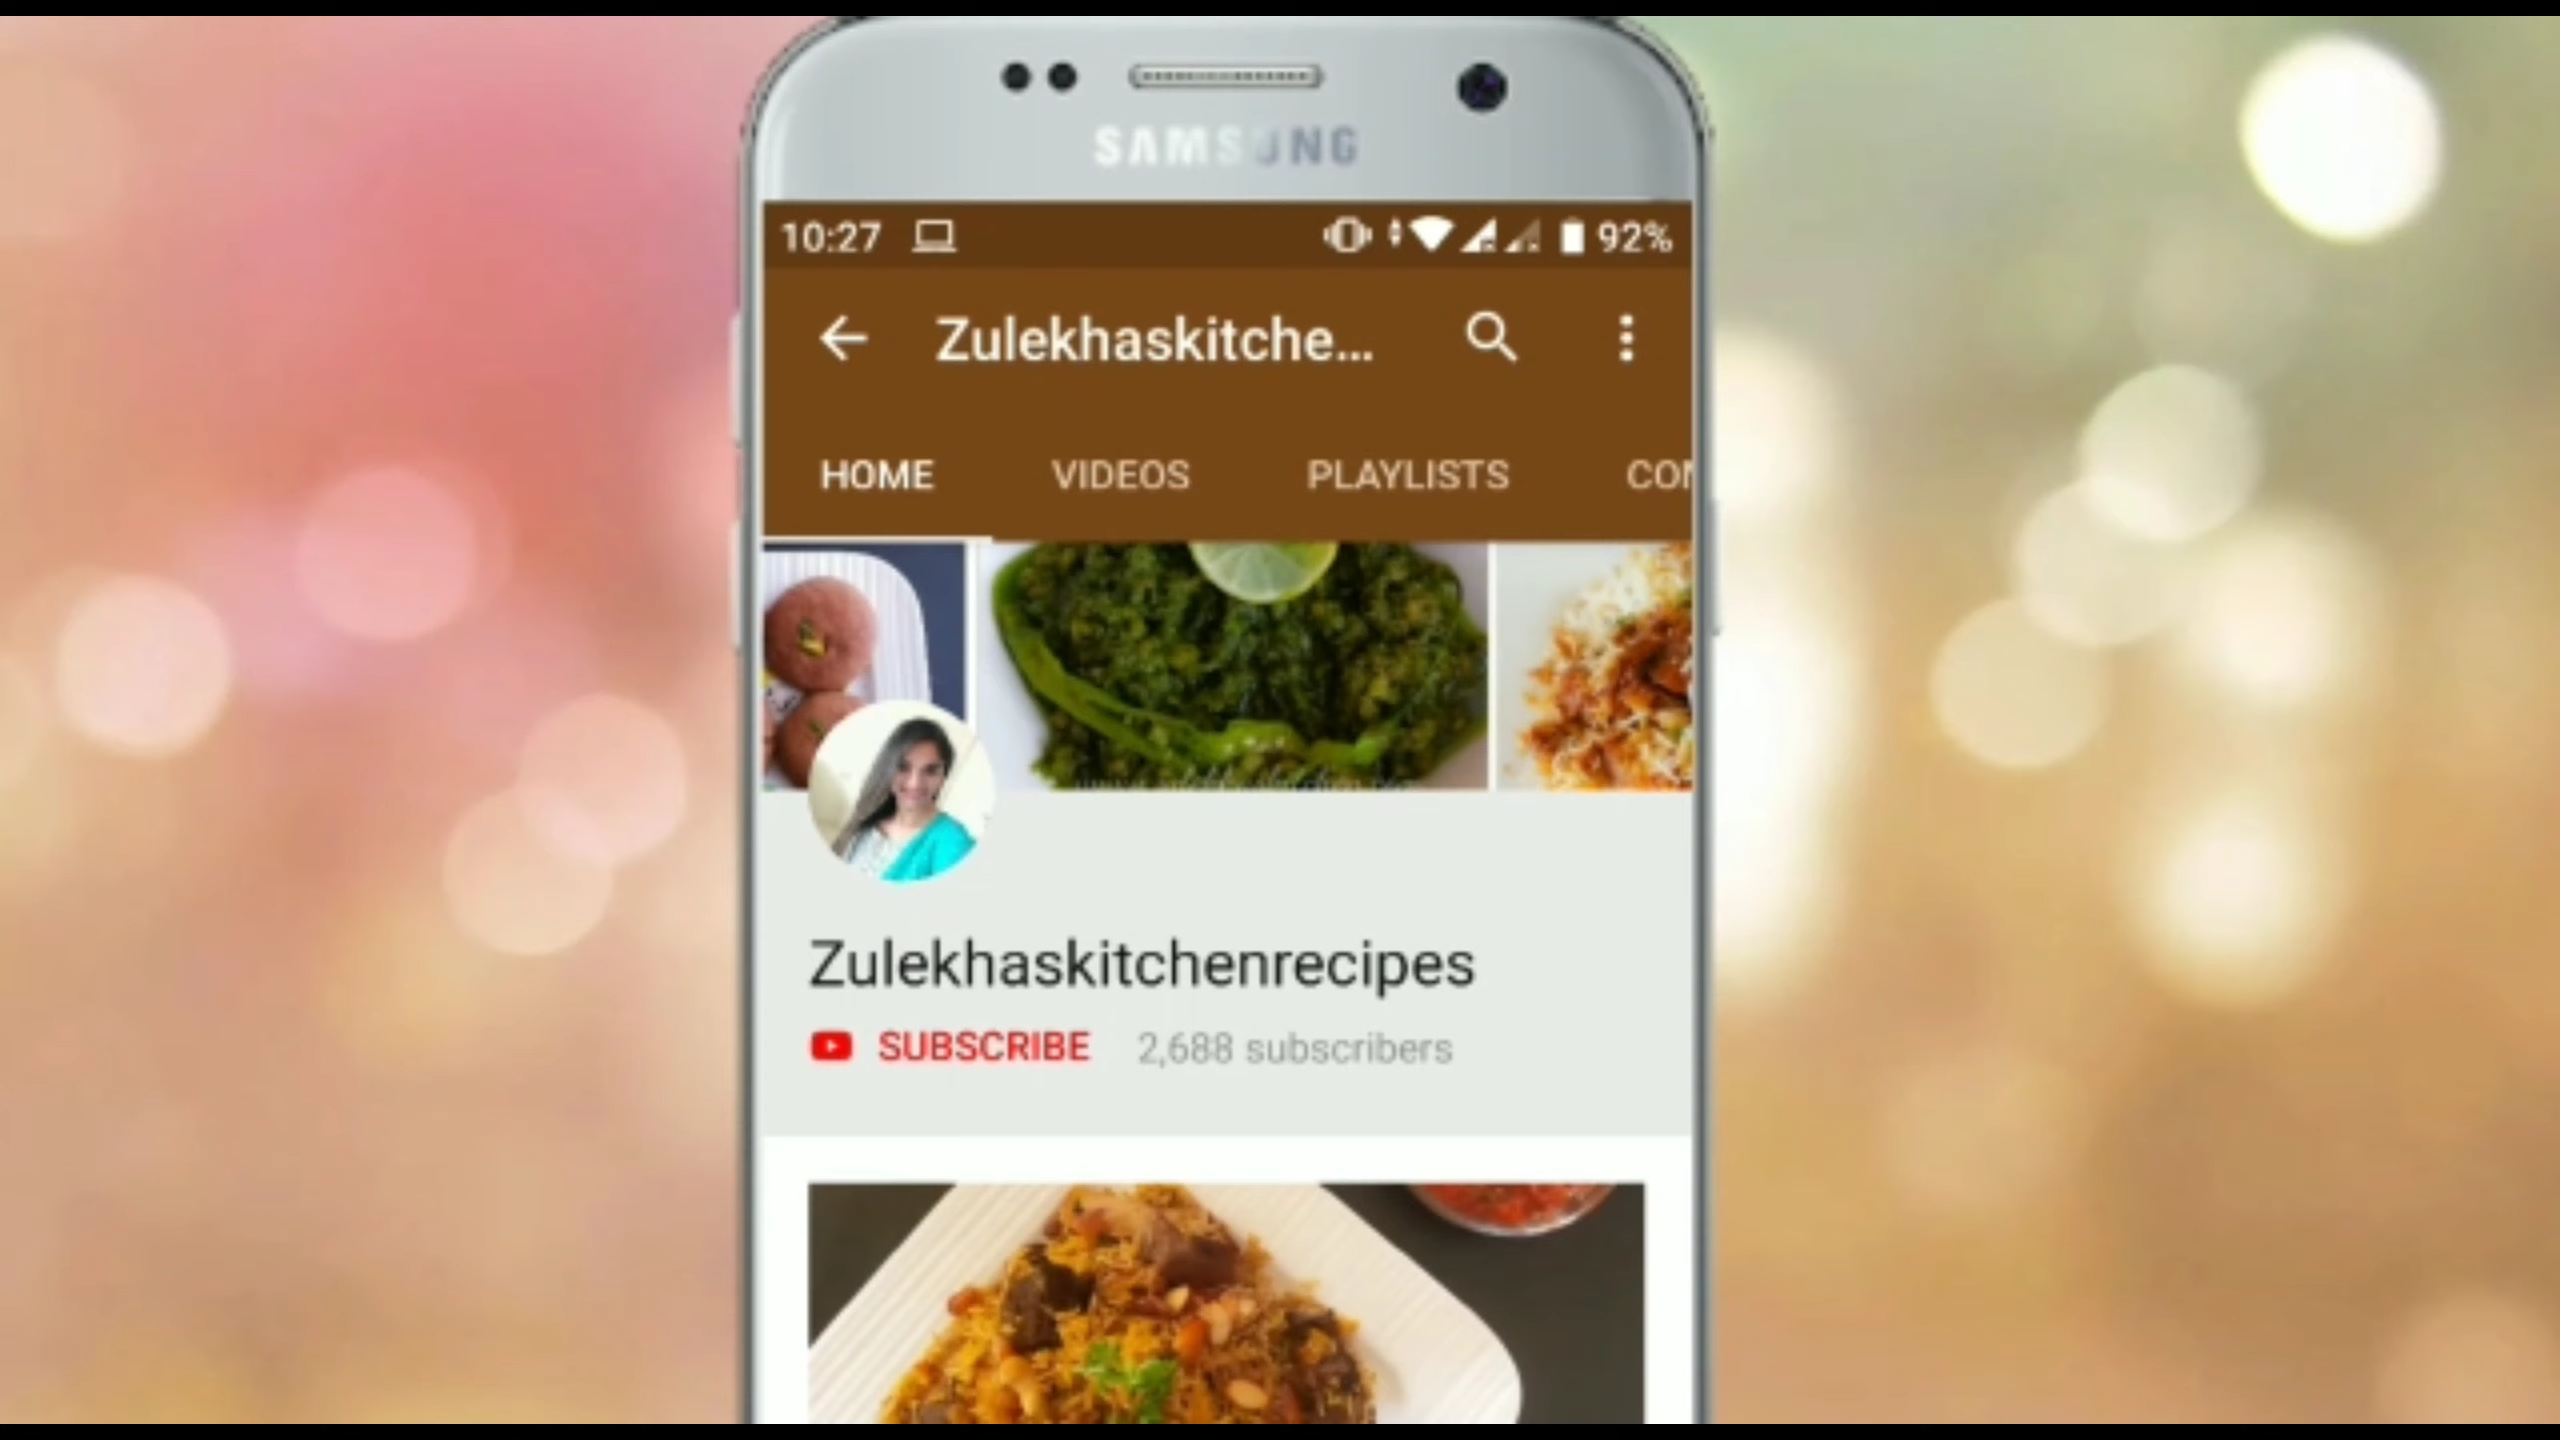 SAMSUNG
10:27 92%
Zulekhaskitche...
HOME VIDEOS PLAYLISTS
Zulekhaskitchenrecipes
SUBSCRIBE 2,688 subscribers